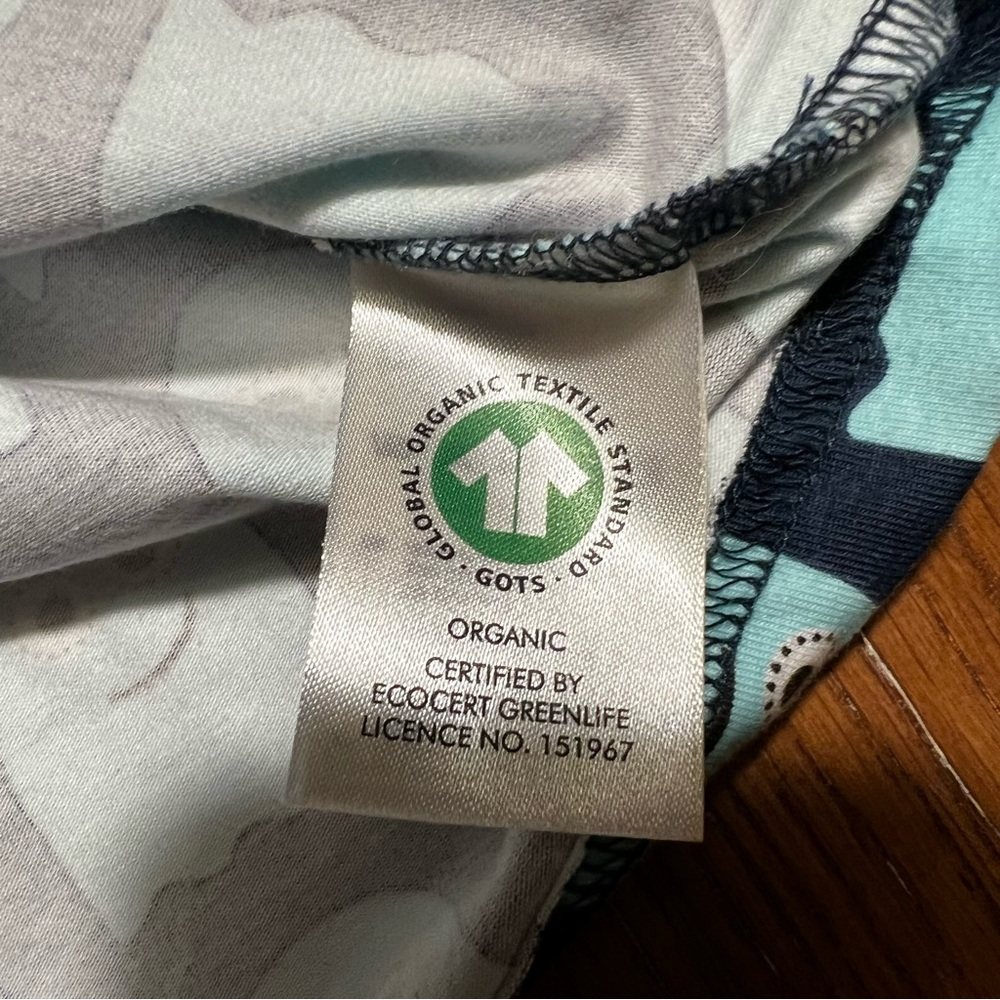 GLOBAL ORGANIC TEXTILE STANDARD · GOTS ·
ORGANIC
CERTIFIED BY
ECOCERT GREENLIFE
LICENCE NO. 151967